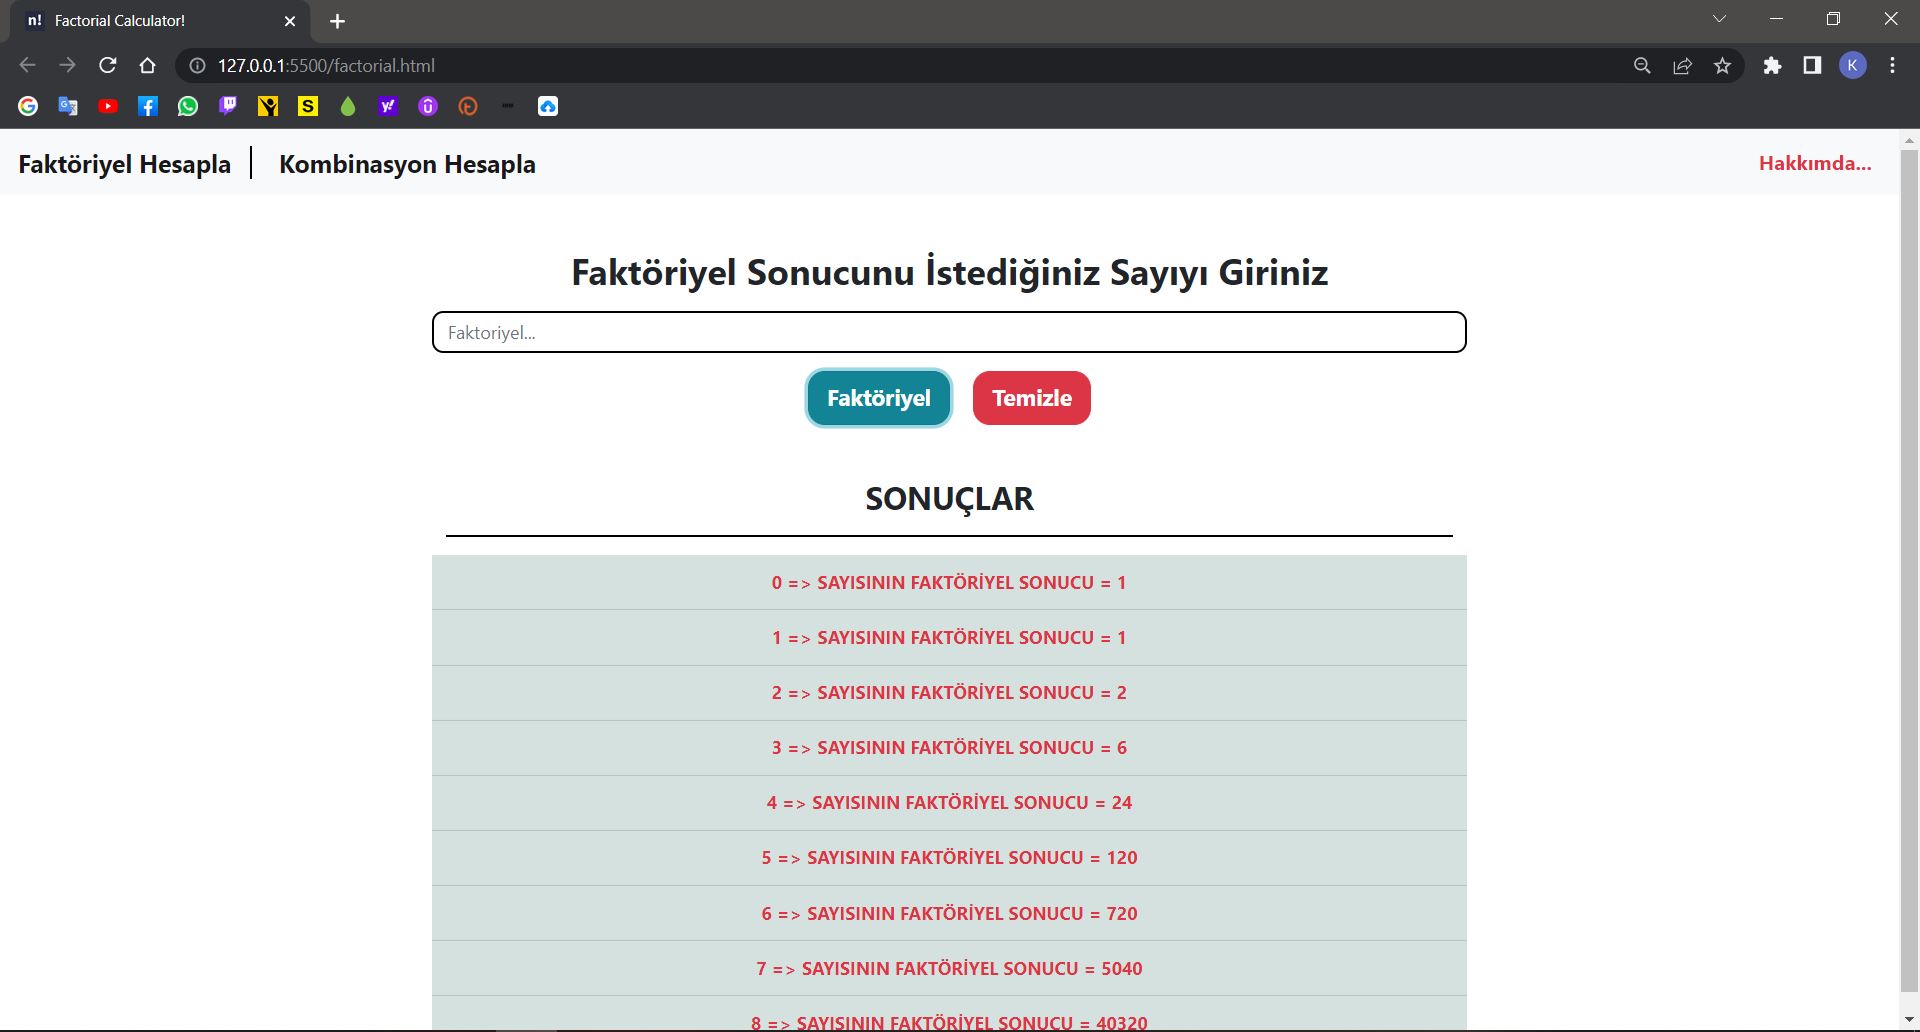 n! Factorial Calculator!
127.0.0.1:5500/factorial.html
K
Faktöriyel Hesapla
Kombinasyon Hesapla
Hakkımda...
Faktöriyel Sonucunu İstediğiniz Sayıyı Giriniz
Faktoriyel...
Faktöriyel
Temizle
SONUÇLAR
0 => SAYISININ FAKTÖRİYEL SONUCU = 1
1 => SAYISININ FAKTÖRİYEL SONUCU = 1
2 => SAYISININ FAKTÖRİYEL SONUCU = 2
3 => SAYISININ FAKTÖRİYEL SONUCU = 6
4 => SAYISININ FAKTÖRİYEL SONUCU = 24
5 => SAYISININ FAKTÖRİYEL SONUCU = 120
6 => SAYISININ FAKTÖRİYEL SONUCU = 720
7 => SAYISININ FAKTÖRİYEL SONUCU = 5040
8 => SAYISININ FAKTÖRİYEL SONUCU = 40320